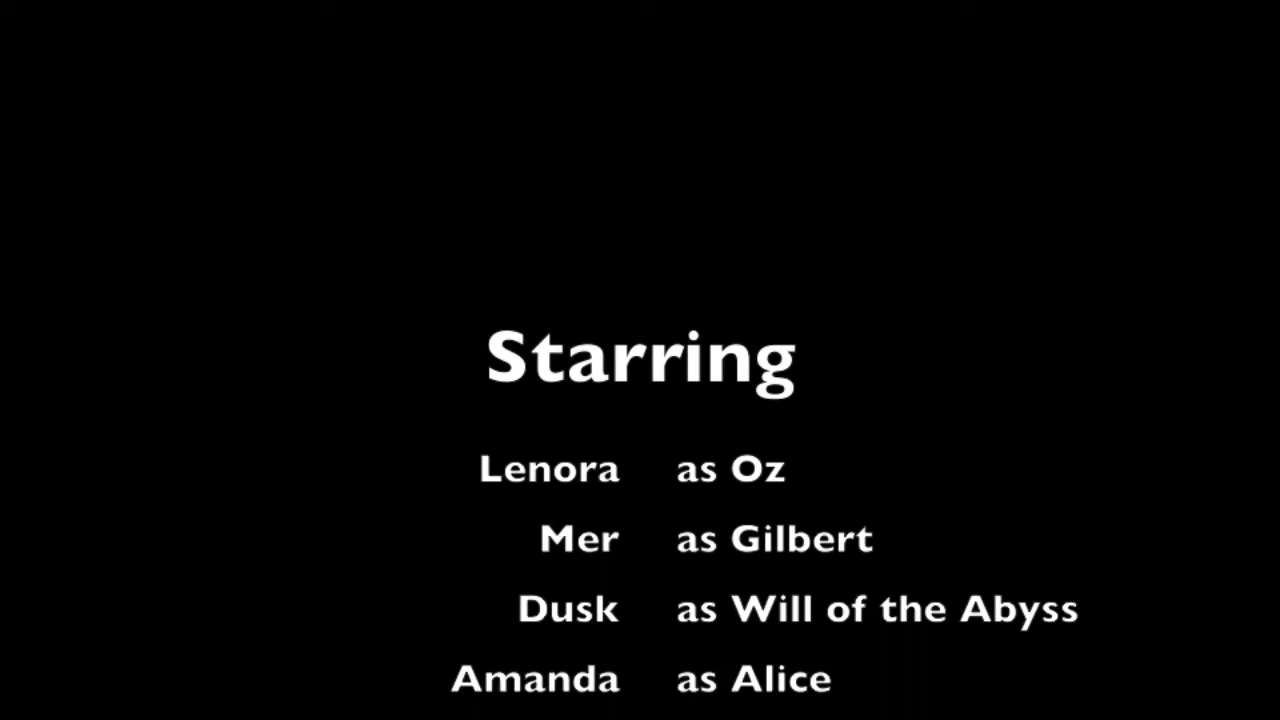 Starring
Lenora as Oz
Mer as Gilbert
Dusk as Will of the Abyss
Amanda as Alice